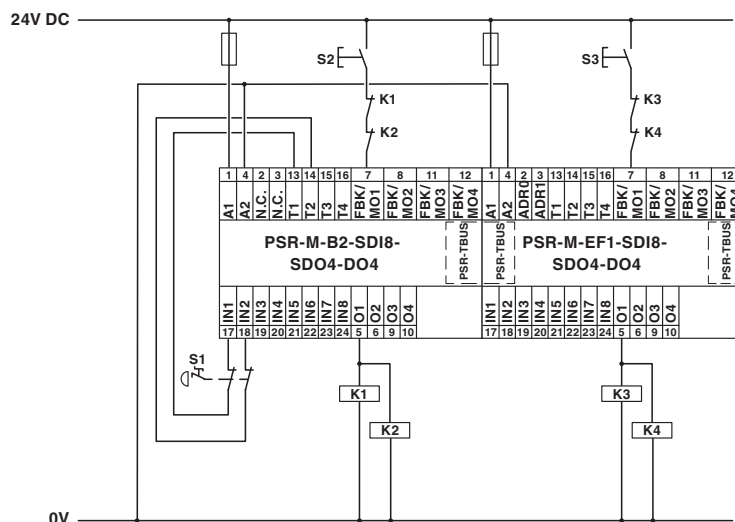 24V DC
S2
S3
K1
K3
K2
K4
1 4 2 3 13 14 15 16 7 8 11 12 1 4 2 3 13 14 15 16 7 8 11 12
A1 A2 N.C. N.C. T1 T2 T3 T4 FBK/MO1 FBK/MO2 FBK/MO3 FBK/MO4 A1 A2 ADR0 ADR1 T1 T2 T3 T4 FBK/MO1 FBK/MO2 FBK/MO3 FBK/MO4
PSR-M-B2-SDI8-
SDO4-DO4
PSR-TBUS
PSR-TBUS
PSR-M-EF1-SDI8-
SDO4-DO4
PSR-TBUS
IN1 IN2 IN3 IN4 IN5 IN6 IN7 IN8 O1 O2 O3 O4 IN1 IN2 IN3 IN4 IN5 IN6 IN7 IN8 O1 O2 O3 O4
17 18 19 20 21 22 23 24 5 6 9 10 17 18 19 20 21 22 23 24 5 6 9 10
S1
K1
K3
K2
K4
0V